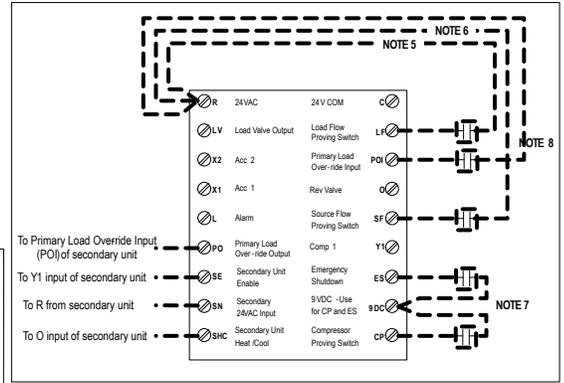 NOTE 6
NOTE 5
NOTE 8
R 24VAC 24V COM C
LV Load Valve Output Load Flow Proving Switch LF
X2 Acc 2 Primary Load Over-ride Input POI
X1 Acc 1 Rev Valve O
L Alarm Source Flow Proving Switch SF
To Primary Load Override Input (POI) of secondary unit PO Primary Load Over-ride Output Comp 1 Y1
To Y1 input of secondary unit SE Secondary Unit Enable Emergency Shutdown ES
To R from secondary unit SN Secondary 24VAC Input 9 VDC - Use for CP and ES 9DC
NOTE 7
To O input of secondary unit SHC Secondary Unit Heat /Cool Compressor Proving Switch CP